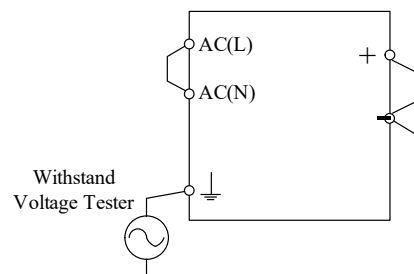 AC(L)
+
AC(N)
Withstand
Voltage Tester